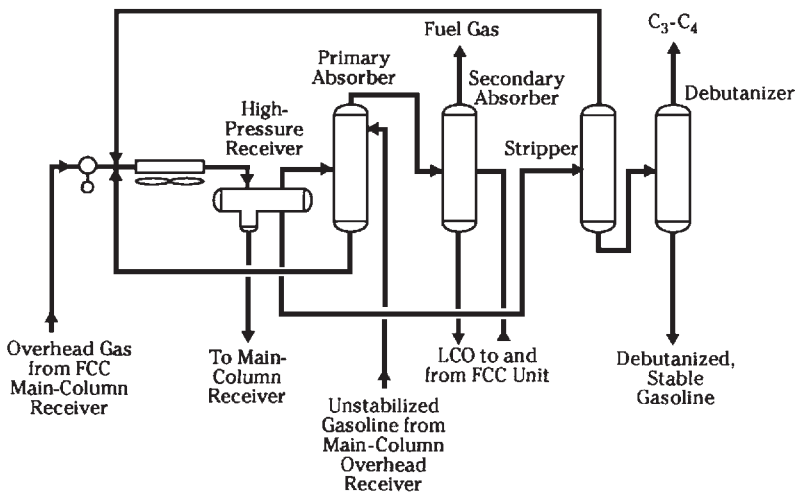 Fuel Gas
C₃-C₄
Primary
Absorber
Secondary
Absorber
Debutanizer
High-
Pressure
Receiver
Stripper
Overhead Gas
from FCC
Main-Column
Receiver
To Main-
Column
Receiver
Unstabilized
Gasoline from
Main-Column
Overhead
Receiver
LCO to and
from FCC Unit
Debutanized,
Stable
Gasoline